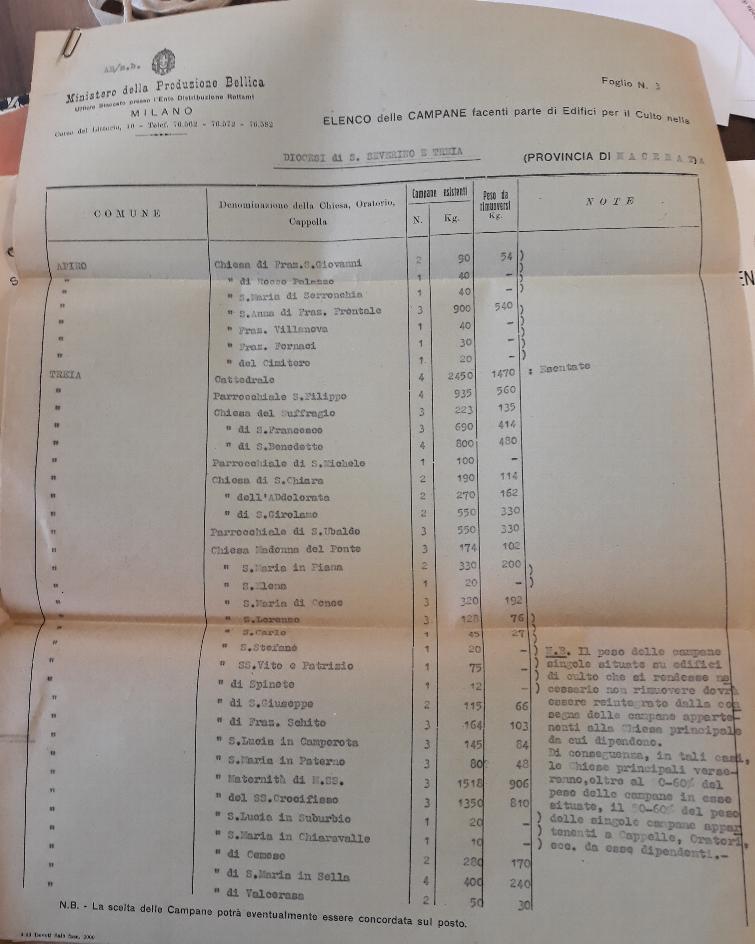 AB/m.b.
Foglio N. 3
Ministero della Produzione Bellica
Ufficio Staccato presso l'Ente Distribuzione Rottami
MILANO
Corso del Littorio, 10 - Telef. 76.562 - 76.572 - 76.582
ELENCO delle CAMPANE facenti parte di Edifici per il Culto nella
DIOCESI di S. SEVERINO E TREIA (PROVINCIA DI MACERATA)
COMUNE Denominazione della Chiesa, Oratorio, Cappella Campane esistenti N. Kg. Peso da rimuoversi Kg. NOTE
APIRO Chiesa di Fraz.S.Giovanni 2 90 54 )
" " di Rocco Palazzo 1 40 - )
" " S.Maria di Serronchia 1 40 - )
" " S.Anna di Fraz. Frontale 3 900 540 )
" " Fraz. Villanova 1 40 - )
" " Fraz. Fornaci 1 30 - )
" " del Cimitero 1 20 - )
TREIA Cattedrale 4 2450 1470 : Esentate
" Parrocchiale S.Filippo 4 935 560
" Chiesa del Suffragio 3 223 135
" " di S.Francesco 3 690 414
" " di S.Benedetto 4 800 480
" Parrocchiale di S.Michele 1 100 -
" Chiesa di S.Chiara 2 190 114
" " dell'ADdolorata 2 270 162
" " di S.Girolamo 2 550 330
" Parrocchiale di S.Ubaldo 3 550 330
" Chiesa Madonna del Ponte 3 174 102
" " S.Maria in Piana 2 330 200 )
" " S.Elena 1 20 - )
" " S.Maria di 3 320 192
" " S.Lorenzo 3 128 76 )
" " S.Carlo 1 45 27 )
" " S.Stefano 1 20 - ) N.B. Il peso delle campane
" " SS.Vito e Patrizio 1 75 - ) singole situate su edifici
" " di Spineto 1 12 - ) di culto che si rendesse ne
" " di S.Giuseppe 2 115 66 cessario non rimuovere dovrà
" " di Fraz. Schito 3 164 103 essere reintegrato dalla con
" " S.Lucia in Camporota 3 145 84 segna delle campane apparte-
" " S.Maria in Paterno 3 80 48 nenti alla Chiesa principale
" " Maternità di M.SS. 3 1518 906 da cui dipendono.
" " del SS.Crocifisso 3 1350 810 Di conseguenza, in tali casi,
" " S.Lucia in Suburbio 1 20 - ) le Chiese principali verse-
" " S.Maria in Chiaravalle 1 10 - ) ranno,oltre al 50-60% del
" " di Camoso 2 280 170 peso delle campane in esse
" " di S.Maria in Sella 4 400 240 situate, il 50-60% del peso
" " di Valcerasa 2 50 30 delle singole campane appar
tenenti a Cappelle, Oratori,
ecc. da esse dipendenti.-
N.B. - La scelta delle Campane potrà eventualmente essere concordata sul posto.